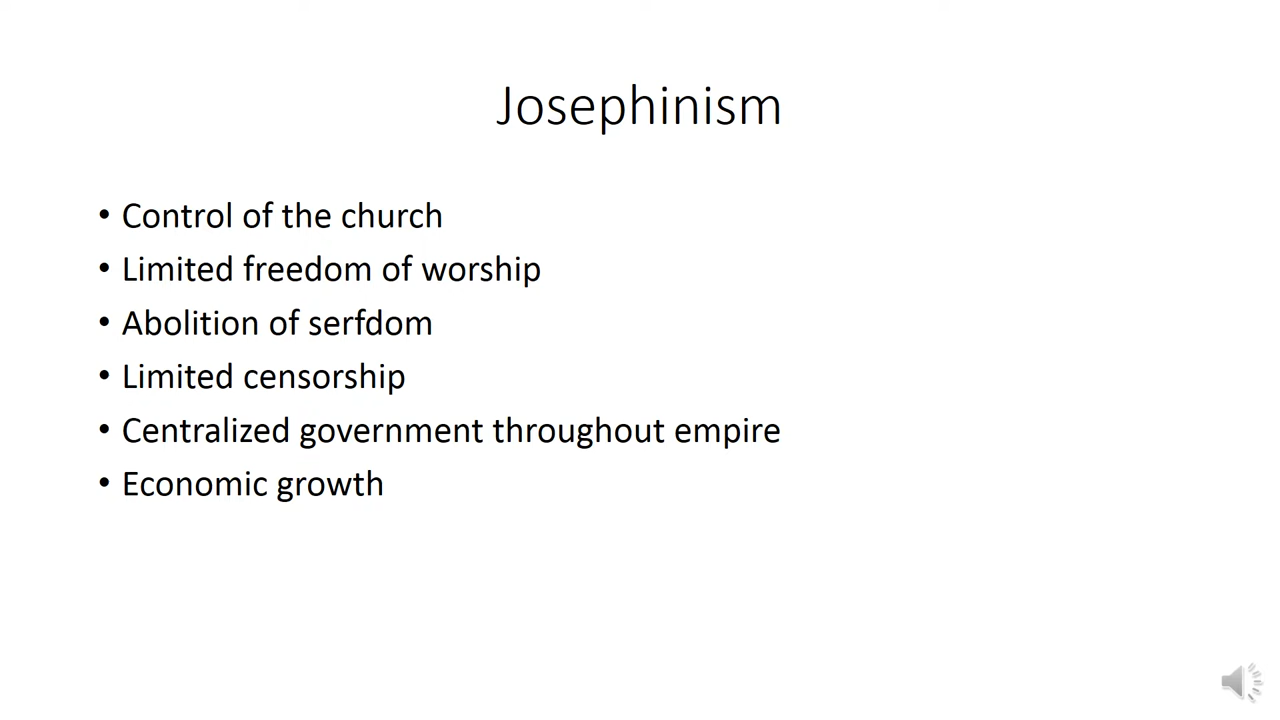 Josephinism
• Control of the church
• Limited freedom of worship
• Abolition of serfdom
• Limited censorship
• Centralized government throughout empire
• Economic growth